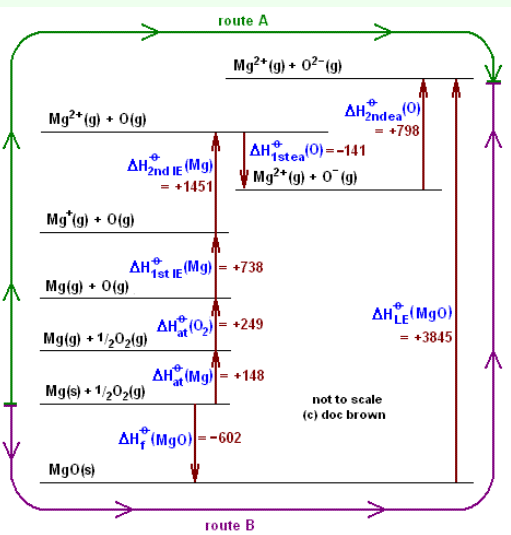 route A
Mg²⁺(g) + O²⁻(g)
ΔH⊖2nd ea(O)
= +798
Mg²⁺(g) + O(g)
ΔH⊖1st ea(O) = −141
ΔH⊖2nd IE(Mg)
= +1451
Mg²⁺(g) + O⁻(g)
Mg⁺(g) + O(g)
ΔH⊖1st IE(Mg) = +738
Mg(g) + O(g)
ΔH⊖at(O₂) = +249
ΔH⊖LE(MgO)
= +3845
Mg(g) + 1/2O₂(g)
ΔH⊖at(Mg) = +148
Mg(s) + 1/2O₂(g)
not to scale
(c) doc brown
ΔH⊖f(MgO) = −602
MgO(s)
route B